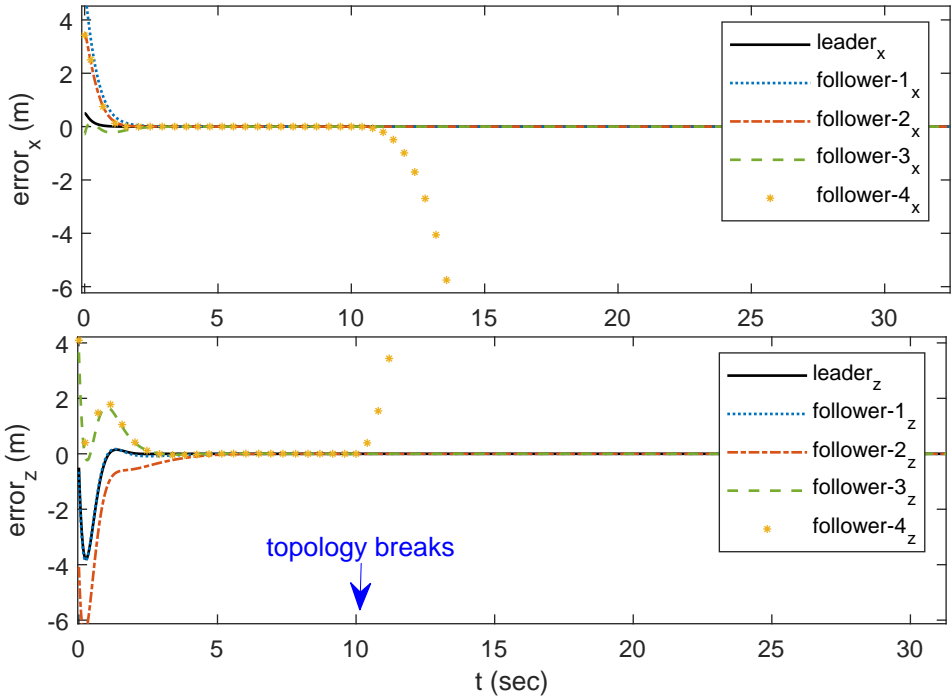 4
2
0
-2
-4
-6
error_x (m)
leader_x
follower-1_x
follower-2_x
follower-3_x
follower-4_x
0 5 10 15 20 25 30
4
2
0
-2
-4
-6
error_z (m)
leader_z
follower-1_z
follower-2_z
follower-3_z
follower-4_z
topology breaks
0 5 10 15 20 25 30
t (sec)